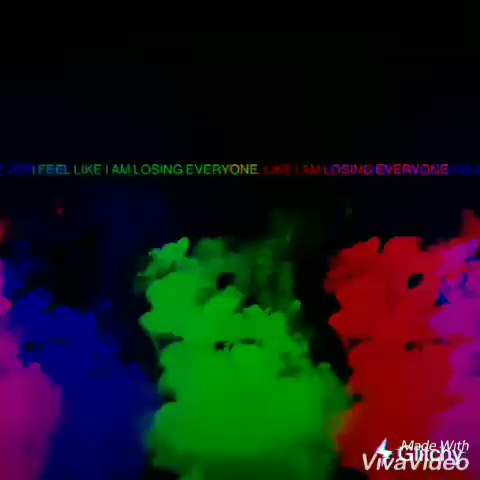 I FEEL LIKE I AM LOSING EVERYONE LIKE I AM LOSING EVERYONE
Made With
Glitchy
VivaVideo